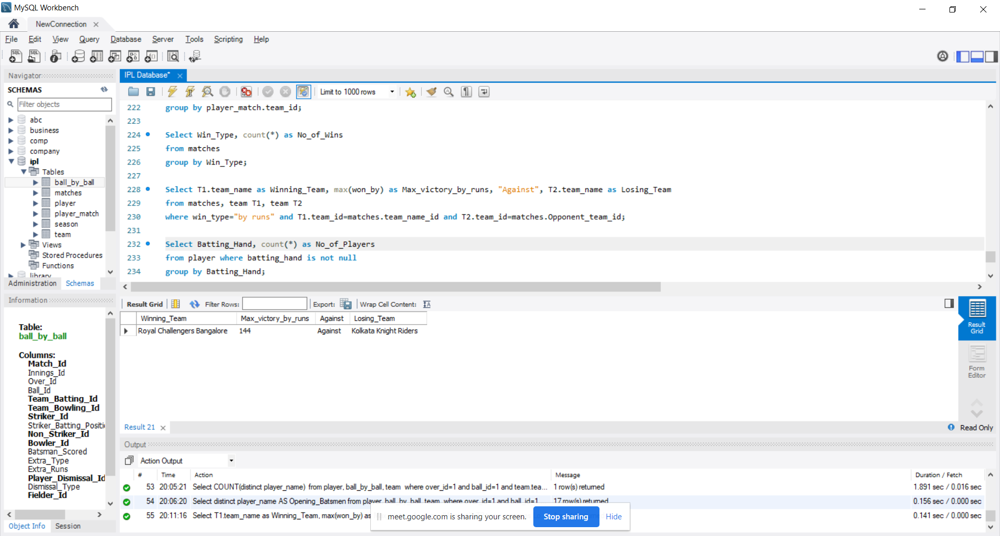 MySQL Workbench
NewConnection
File Edit View Query Database Server Tools Scripting Help
Navigator
SCHEMAS
Filter objects
abc
business
comp
company
ipl
Tables
ball_by_ball
matches
player
player_match
season
team
Views
Stored Procedures
Functions
library
Administration Schemas
Information
Table:
ball_by_ball
Columns:
Match_Id
Innings_Id
Over_Id
Ball_Id
Team_Batting_Id
Team_Bowling_Id
Striker_Id
Striker_Batting_Positi
Non_Striker_Id
Bowler_Id
Batsman_Scored
Extra_Type
Extra_Runs
Player_Dismissal_Id
Dismissal_Type
Fielder_Id
Object Info Session
IPL Database*
Limit to 1000 rows
222 group by player_match.team_id;
223
224 Select Win_Type, count(*) as No_of_Wins
225 from matches
226 group by Win_Type;
227
228 Select T1.team_name as Winning_Team, max(won_by) as Max_victory_by_runs, "Against", T2.team_name as Losing_Team
229 from matches, team T1, team T2
230 where win_type="by runs" and T1.team_id=matches.team_name_id and T2.team_id=matches.Opponent_team_id;
231
232 Select Batting_Hand, count(*) as No_of_Players
233 from player where batting_hand is not null
234 group by Batting_Hand;
Result Grid Filter Rows: Export: Wrap Cell Content:
Winning_Team Max_victory_by_runs Against Losing_Team
Royal Challengers Bangalore 144 Against Kolkata Knight Riders
Result Grid
Form Editor
Result 21
Read Only
Output
Action Output
# Time Action Message Duration / Fetch
53 20:05:21 Select COUNT(distinct player_name) from player, ball_by_ball, team where over_id=1 and ball_id=1 and team.tea... 1 row(s) returned 1.891 sec / 0.016 sec
54 20:06:20 Select distinct player_name AS Opening_Batsmen from player, ball_by_ball, team where over_id=1 and ball_id=1 17 row(s) returned 0.156 sec / 0.000 sec
55 20:11:16 Select T1.team_name as Winning_Team, max(won_by) as 0.141 sec / 0.000 sec
meet.google.com is sharing your screen. Stop sharing Hide